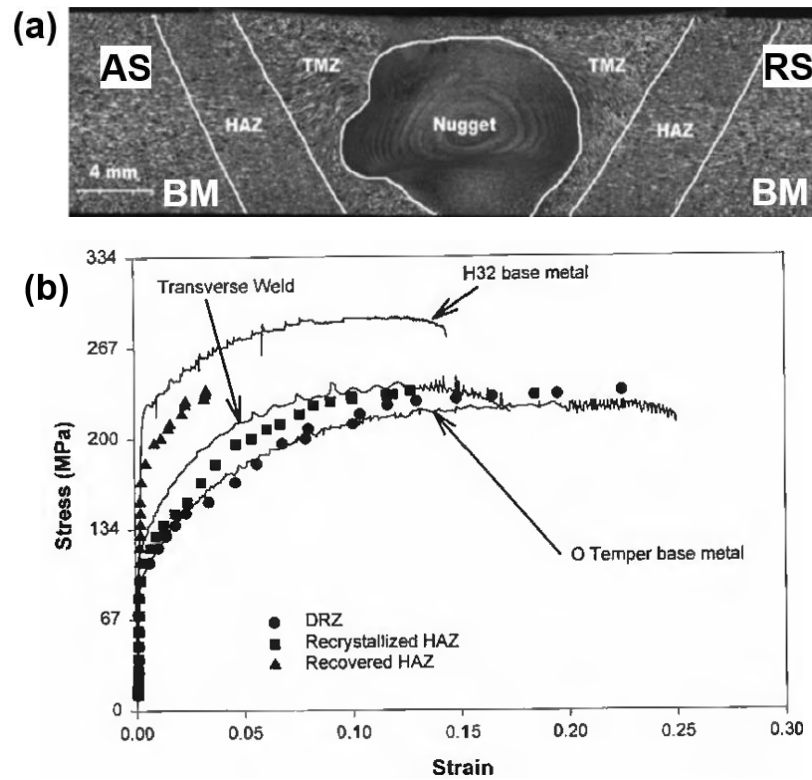 (a)
AS
TMZ
TMZ
RS
HAZ
Nugget
HAZ
4 mm
BM
BM
(b)
334
267
200
134
67
0
Stress (MPa)
Transverse Weld
H32 base metal
O Temper base metal
DRZ
Recrystallized HAZ
Recovered HAZ
0.00
0.05
0.10
0.15
0.20
0.25
0.30
Strain